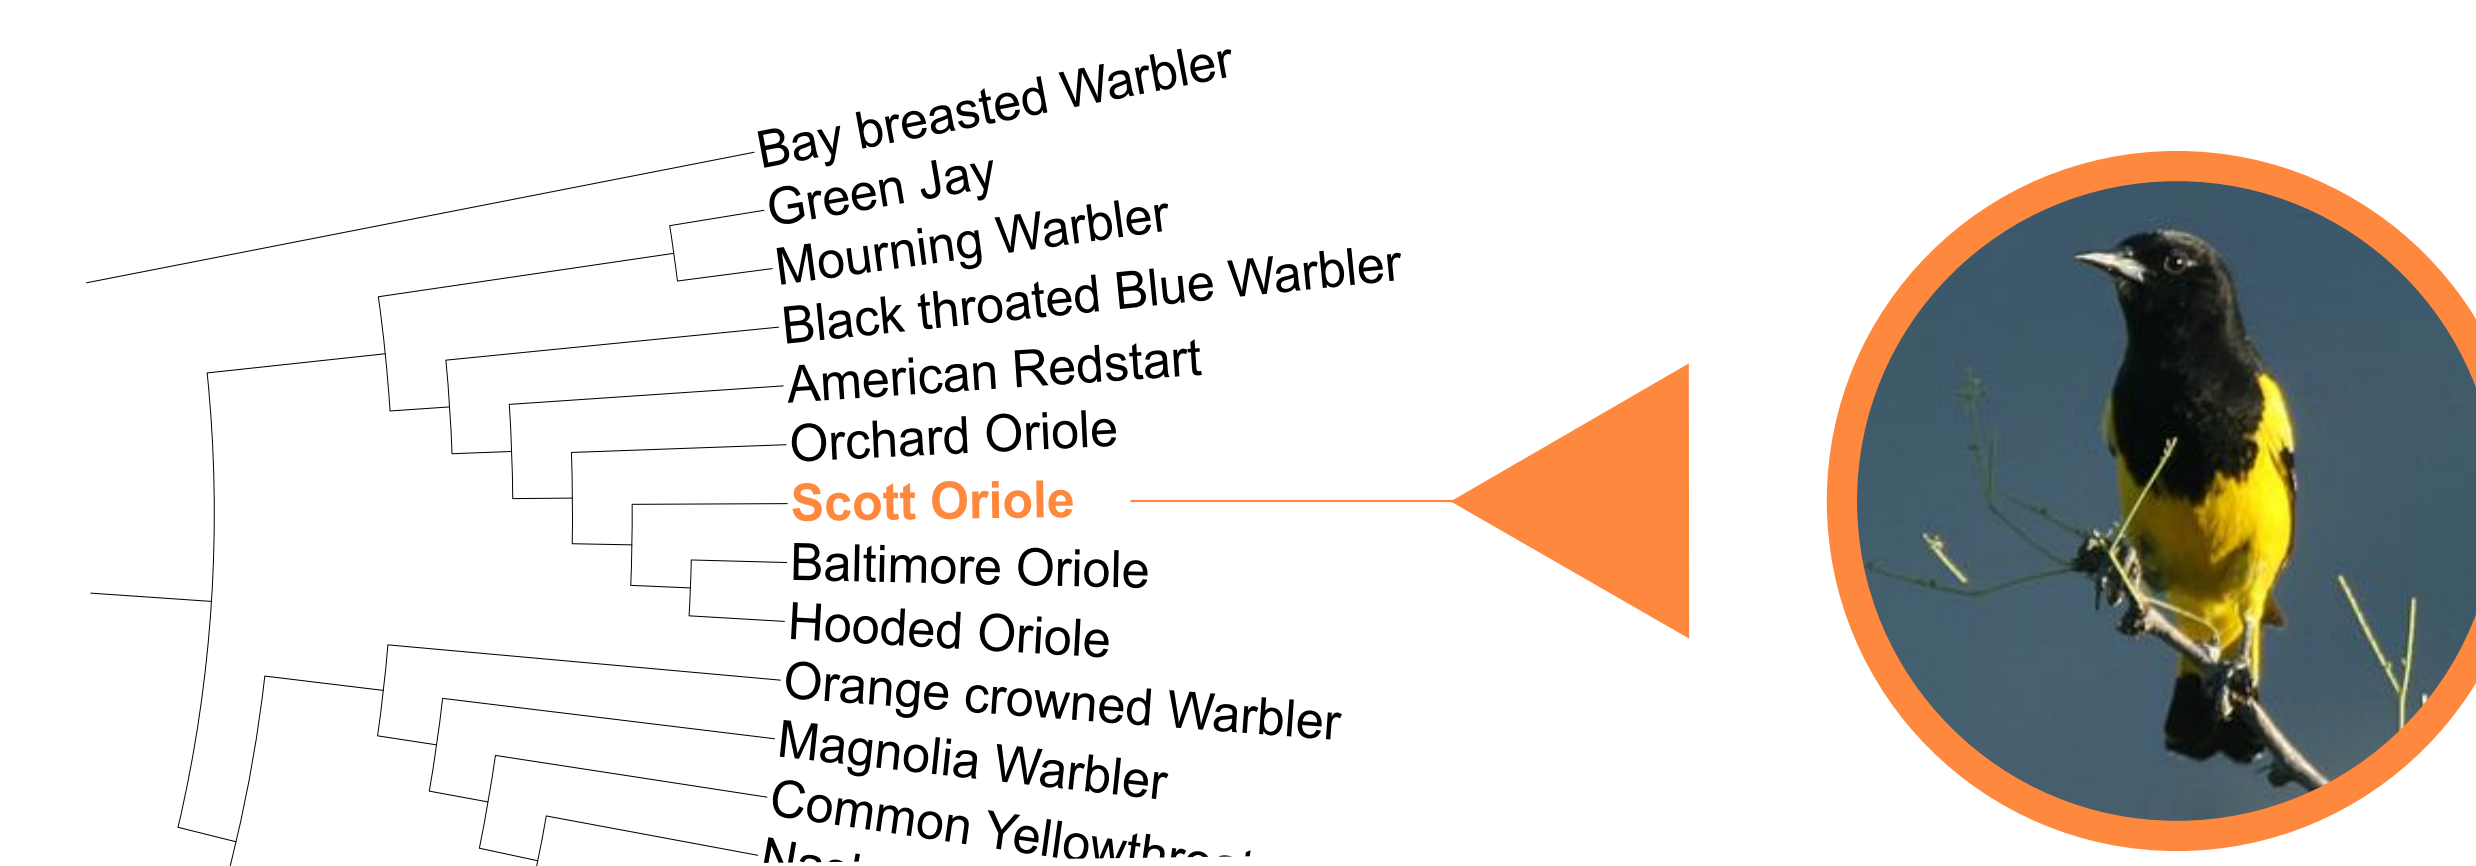 Bay breasted Warbler
Green Jay
Mourning Warbler
Black throated Blue Warbler
American Redstart
Orchard Oriole
Scott Oriole
Baltimore Oriole
Hooded Oriole
Orange crowned Warbler
Magnolia Warbler
Common